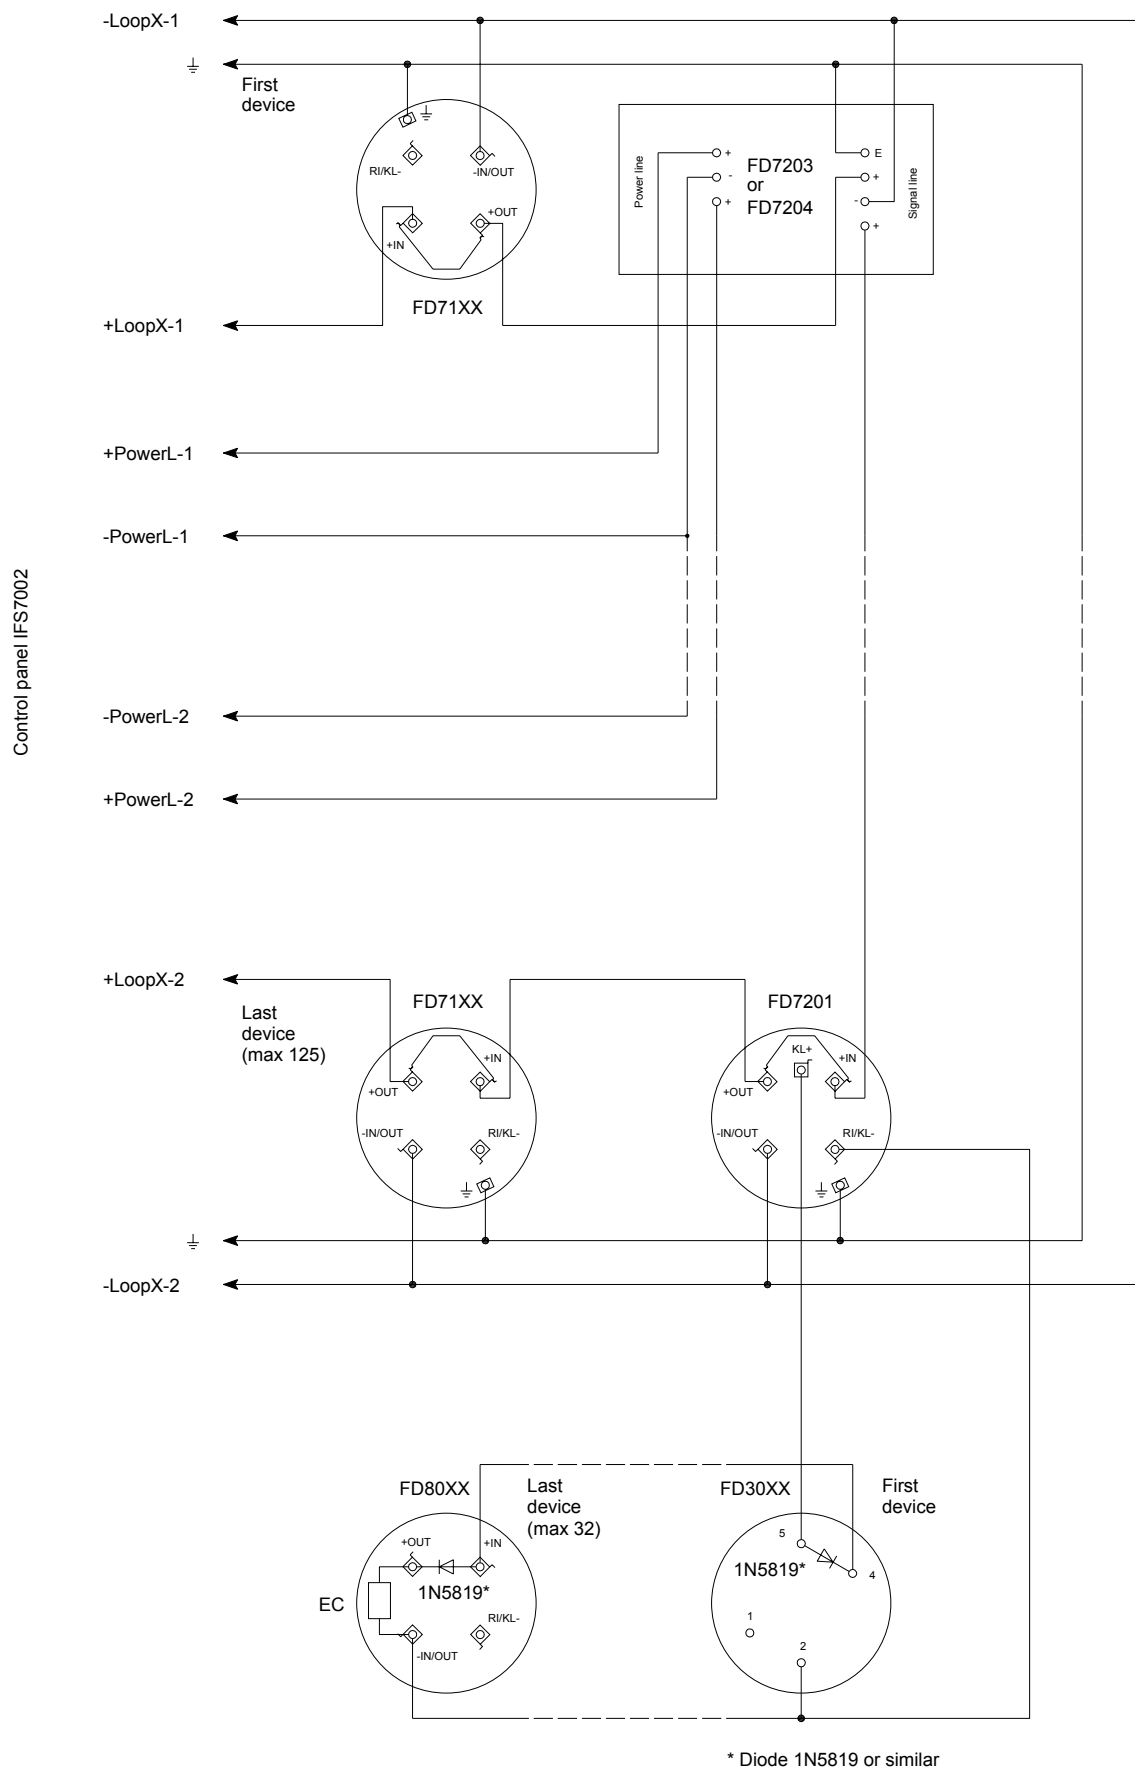 -LoopX-1
First
device
RI/KL-
-IN/OUT
+OUT
+IN
FD71XX
Power line
+
-
+
FD7203
or
FD7204
E
+
-
+
Signal line
+LoopX-1
+PowerL-1
-PowerL-1
Control panel IFS7002
-PowerL-2
+PowerL-2
+LoopX-2
Last
device
(max 125)
FD71XX
+IN
+OUT
-IN/OUT
RI/KL-
FD7201
KL+
+IN
+OUT
-IN/OUT
RI/KL-
-LoopX-2
FD80XX
Last
device
(max 32)
+OUT
+IN
1N5819*
EC
RI/KL-
-IN/OUT
FD30XX
First
device
5
1N5819*
4
1
2
* Diode 1N5819 or similar